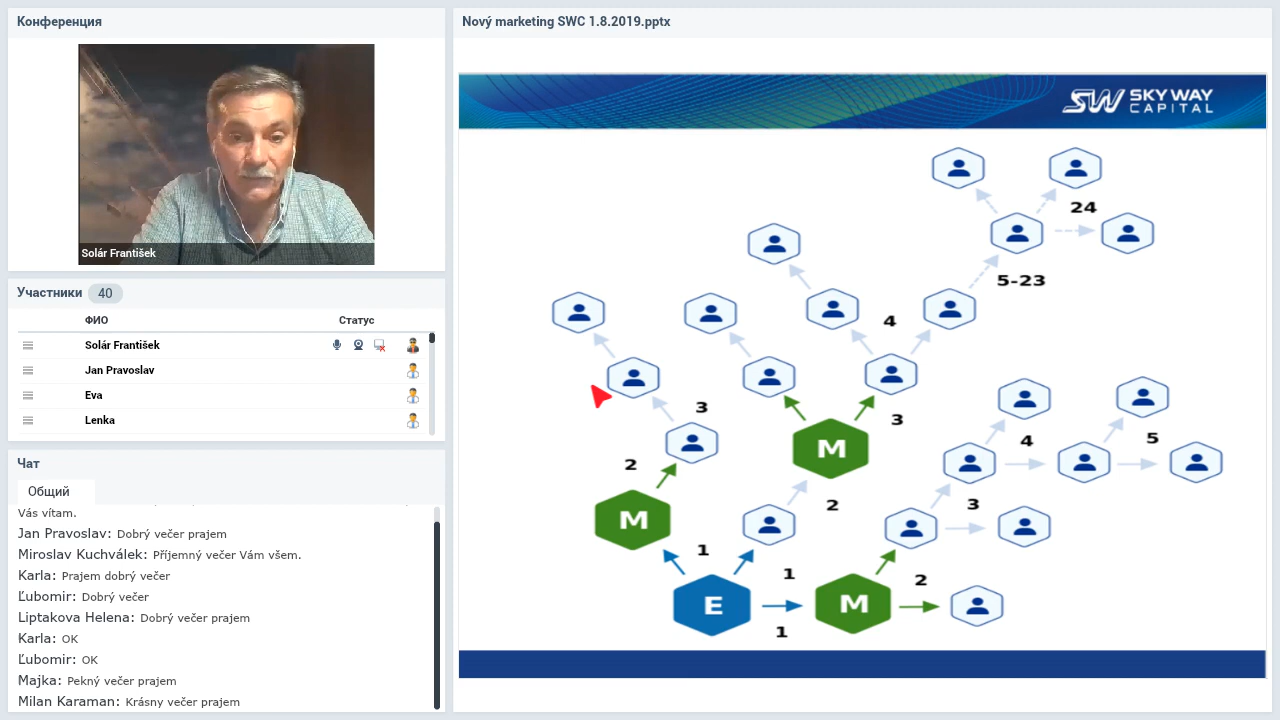 Конференция
Solár František
Участники 40
ФИО Статус
Solár František
Jan Pravoslav
Eva
Lenka
Чат
Общий
Vás vítam.
Jan Pravoslav: Dobrý večer prajem
Miroslav Kuchválek: Příjemný večer Vám všem.
Karla: Prajem dobrý večer
Ľubomir: Dobrý večer
Liptakova Helena: Dobrý večer prajem
Karla: OK
Ľubomir: OK
Majka: Pekný večer prajem
Milan Karaman: Krásny večer prajem
Nový marketing SWC 1.8.2019.pptx
SW SKY WAY
CAPITAL
24
5-23
4
3
3
M
4
5
2
2
3
M
1
1
2
E
M
1